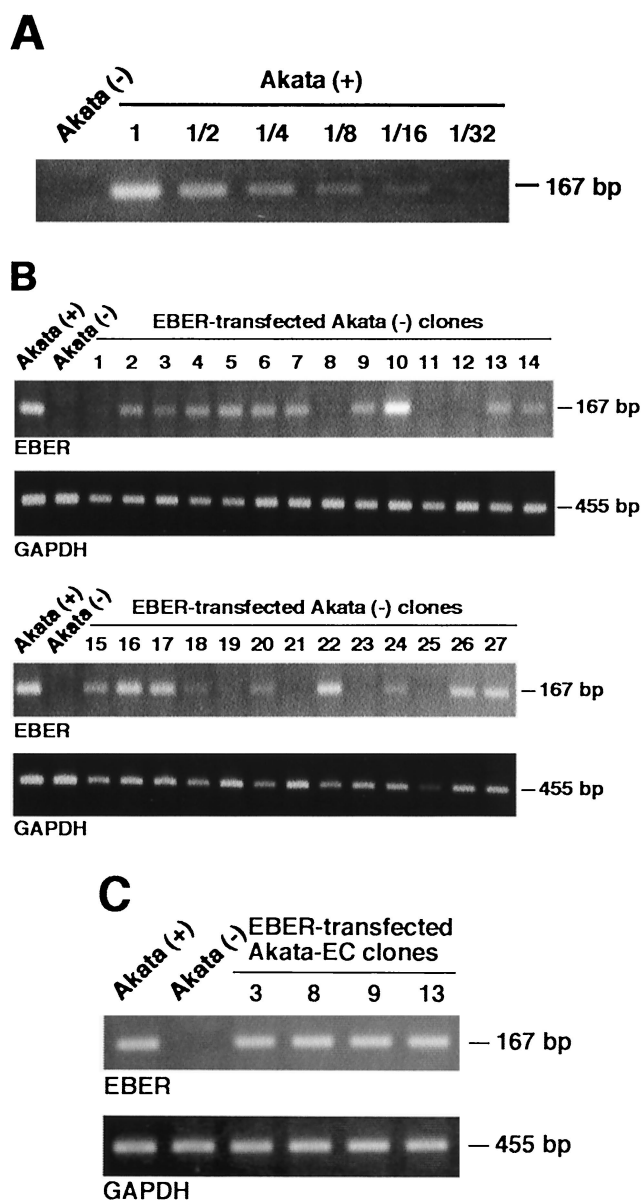 A
Akata (-)
Akata (+)
1 1/2 1/4 1/8 1/16 1/32
167 bp
B
Akata (+)
Akata (-)
EBER-transfected Akata (-) clones
1 2 3 4 5 6 7 8 9 10 11 12 13 14
167 bp
EBER
455 bp
GAPDH
Akata (+)
Akata (-)
EBER-transfected Akata (-) clones
15 16 17 18 19 20 21 22 23 24 25 26 27
167 bp
EBER
455 bp
GAPDH
C
Akata (+)
Akata (-)
EBER-transfected
Akata-EC clones
3 8 9 13
167 bp
EBER
455 bp
GAPDH